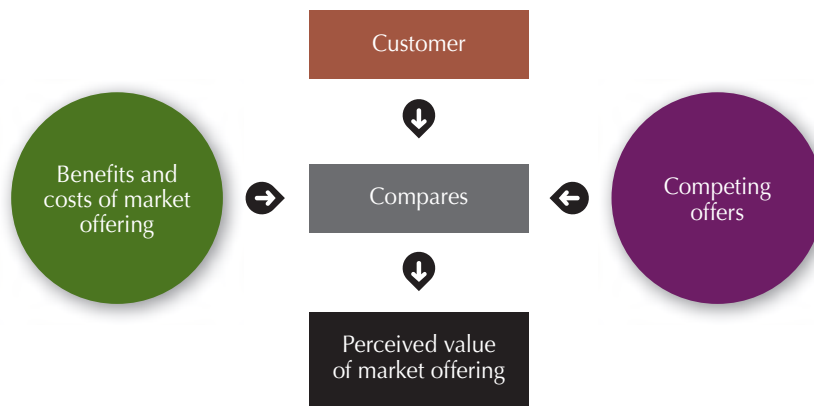 Customer
Benefits and
costs of market
offering
Compares
Competing
offers
Perceived value
of market offering